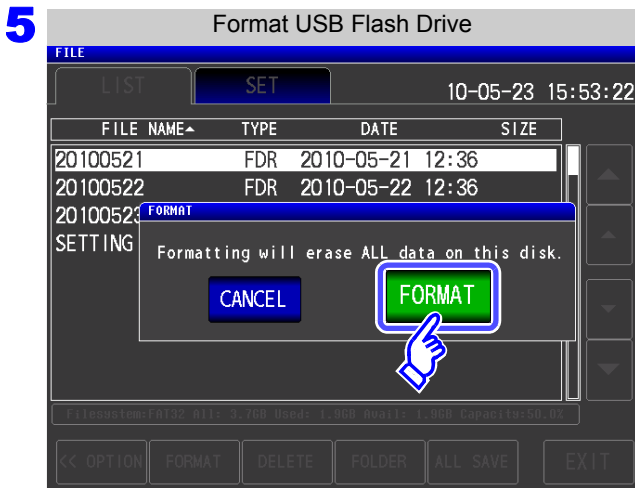 5 Format USB Flash Drive
FILE
LIST SET 10-05-23 15:53:22
FILE NAME▲ TYPE DATE SIZE
20100521 FDR 2010-05-21 12:36
20100522 FDR 2010-05-22 12:36
20100523
FORMAT
SETTING
Formatting will erase ALL data on this disk.
CANCEL FORMAT
Filesystem:FAT32 All: 3.7GB Used: 1.9GB Avail: 1.9GB Capacity:50.0%
<< OPTION FORMAT DELETE FOLDER ALL SAVE EXIT